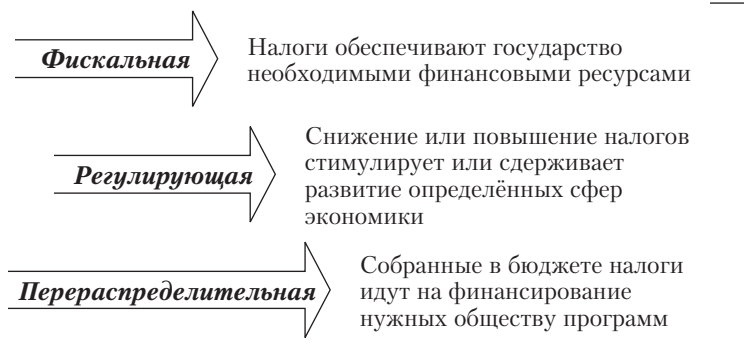 Фискальная
Налоги обеспечивают государство
необходимыми финансовыми ресурсами
Регулирующая
Снижение или повышение налогов
стимулирует или сдерживает
развитие определённых сфер
экономики
Перераспределительная
Собранные в бюджете налоги
идут на финансирование
нужных обществу программ